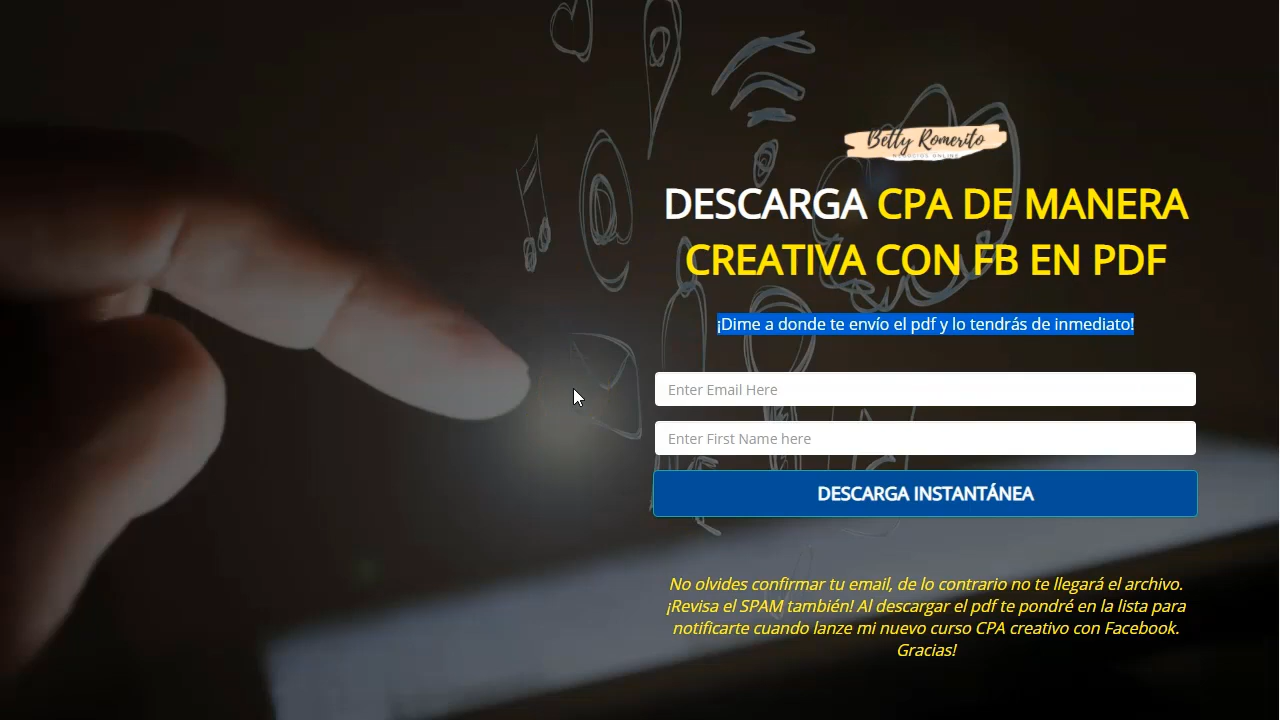 Betty Romerito
NEGOCIOS ONLINE
DESCARGA CPA DE MANERA
CREATIVA CON FB EN PDF
¡Dime a donde te envío el pdf y lo tendrás de inmediato!
Enter Email Here
Enter First Name here
DESCARGA INSTANTÁNEA
No olvides confirmar tu email, de lo contrario no te llegará el archivo.
¡Revisa el SPAM también! Al descargar el pdf te pondré en la lista para
notificarte cuando lanze mi nuevo curso CPA creativo con Facebook.
Gracias!